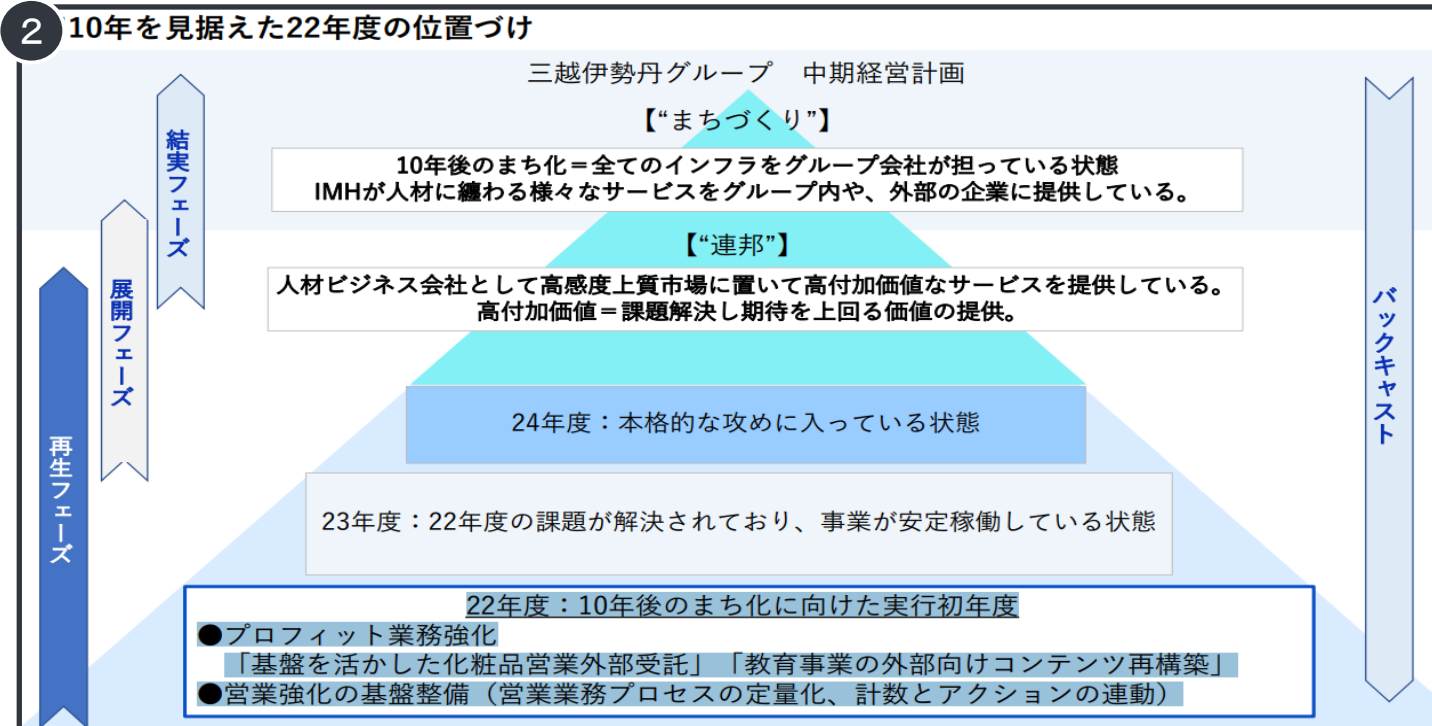 2
10年を見据えた22年度の位置づけ
三越伊勢丹グループ　中期経営計画
【“まちづくり”】
10年後のまち化＝全てのインフラをグループ会社が担っている状態
IMHが人材に纏わる様々なサービスをグループ内や、外部の企業に提供している。
【“連邦”】
人材ビジネス会社として高感度上質市場に置いて高付加価値なサービスを提供している。
高付加価値＝課題解決し期待を上回る価値の提供。
24年度：本格的な攻めに入っている状態
23年度：22年度の課題が解決されており、事業が安定稼働している状態
22年度：10年後のまち化に向けた実行初年度
●プロフィット業務強化
「基盤を活かした化粧品営業外部受託」「教育事業の外部向けコンテンツ再構築」
●営業強化の基盤整備（営業業務プロセスの定量化、計数とアクションの連動）
結実フェーズ
展開フェーズ
再生フェーズ
バックキャスト